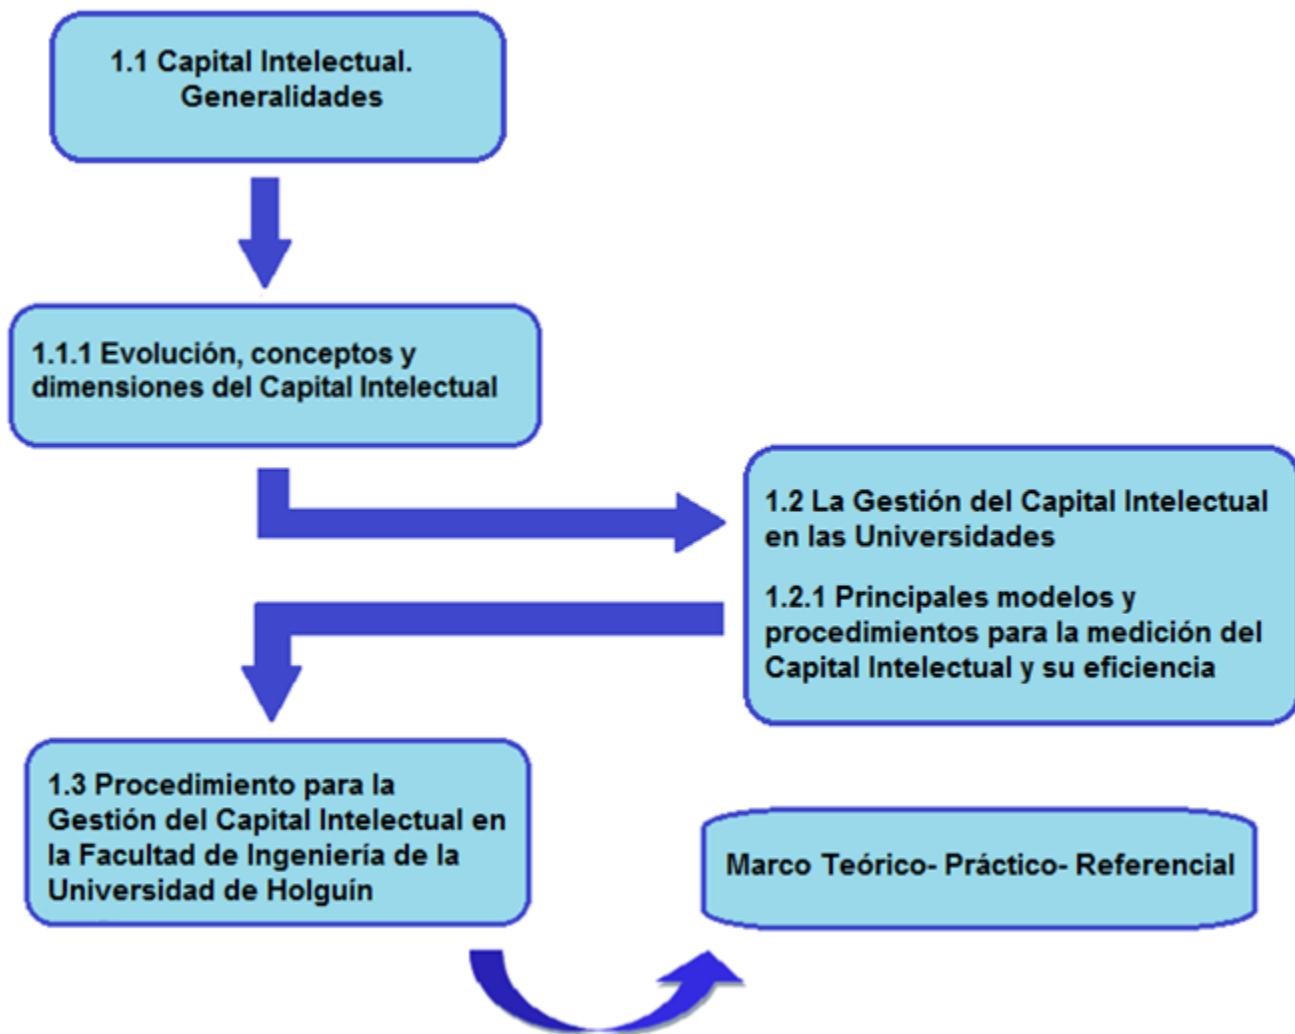 1.1 Capital Intelectual.
Generalidades
1.1.1 Evolución, conceptos y
dimensiones del Capital Intelectual
1.2 La Gestión del Capital Intelectual
en las Universidades
1.2.1 Principales modelos y
procedimientos para la medición del
Capital Intelectual y su eficiencia
1.3 Procedimiento para la
Gestión del Capital Intelectual en
la Facultad de Ingeniería de la
Universidad de Holguín
Marco Teórico- Práctico- Referencial